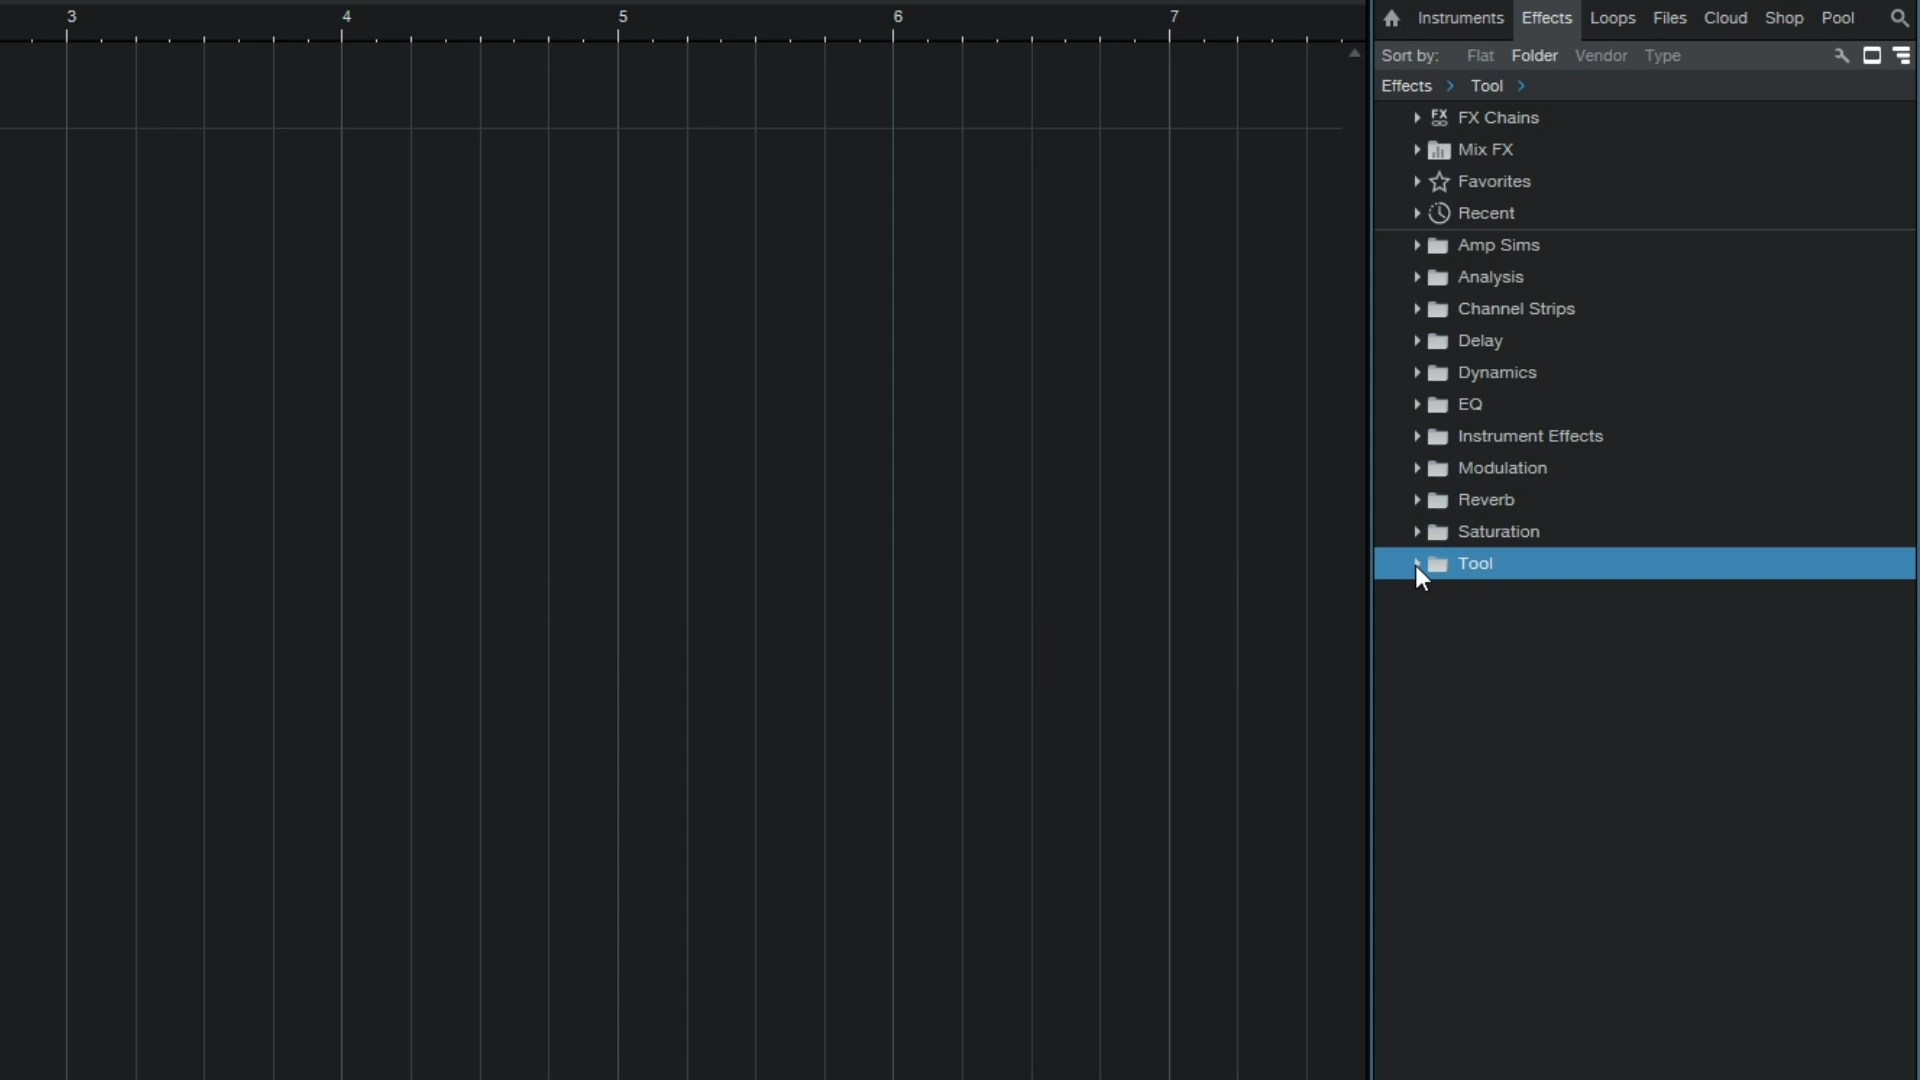 3 4 5 6 7
Instruments Effects Loops Files Cloud Shop Pool
Sort by: Flat Folder Vendor Type
Effects > Tool >
FX FX Chains
Mix FX
Favorites
Recent
Amp Sims
Analysis
Channel Strips
Delay
Dynamics
EQ
Instrument Effects
Modulation
Reverb
Saturation
Tool